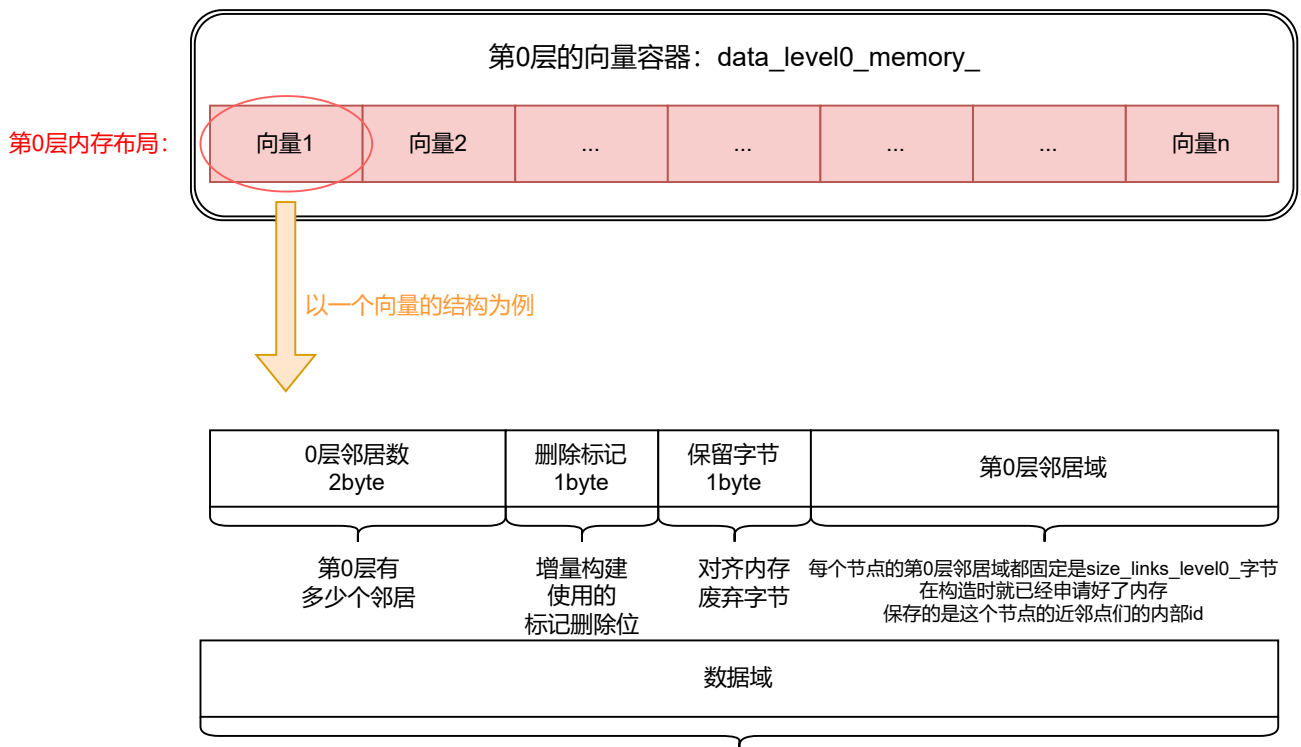 第0层的向量容器：data_level0_memory_
第0层内存布局：
向量1
向量2
...
...
...
...
向量n
以一个向量的结构为例
0层邻居数
2byte
删除标记
1byte
保留字节
1byte
第0层邻居域
第0层有
多少个邻居
增量构建
使用的
标记删除位
对齐内存
废弃字节
每个节点的第0层邻居域都固定是size_links_level0_字节
在构造时就已经申请好了内存
保存的是这个节点的近邻点们的内部id
数据域